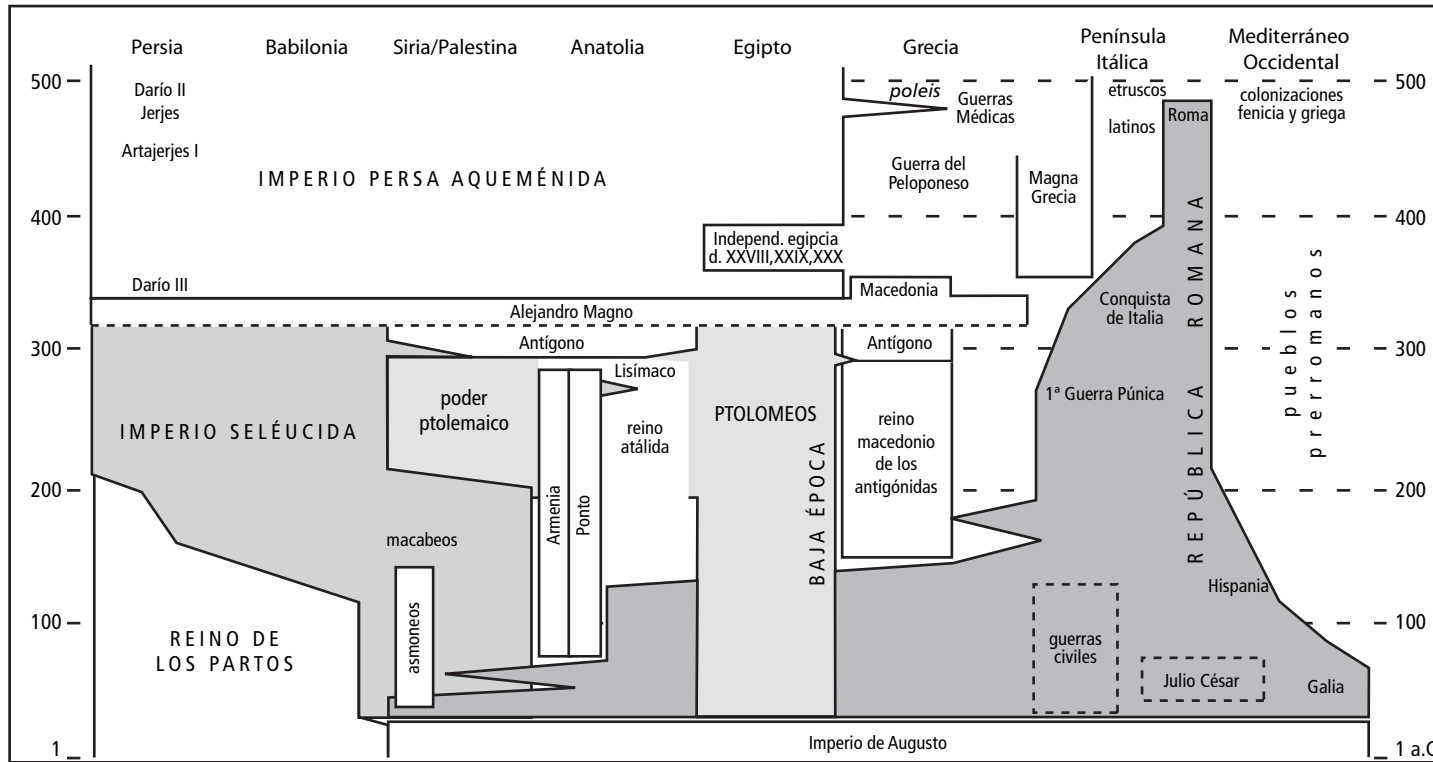 Persia
Babilonia
Siria/Palestina
Anatolia
Egipto
Grecia
Península
Itálica
Mediterráneo
Occidental
500
500
Darío II
Jerjes
Artajerjes I
IMPERIO PERSA AQUEMÉNIDA
poleis
Guerras
Médicas
etruscos
latinos
Roma
colonizaciones
fenicia y griega
Guerra del
Peloponeso
Magna
Grecia
400
400
Independ. egipcia
d. XXVIII,XXIX,XXX
Darío III
Macedonia
Alejandro Magno
Conquista
de Italia
REPÚBLICA ROMANA
pueblos
prerromanos
300
300
Antígono
Antígono
Lisímaco
poder
ptolemaico
IMPERIO SELÉUCIDA
reino
atálida
PTOLOMEOS
BAJA ÉPOCA
reino
macedonio
de los
antigónidas
1ª Guerra Púnica
200
200
macabeos
Armenia
Ponto
Hispania
100
100
REINO DE
LOS PARTOS
asmoneos
guerras
civiles
Julio César
Galia
1
Imperio de Augusto
1 a.C